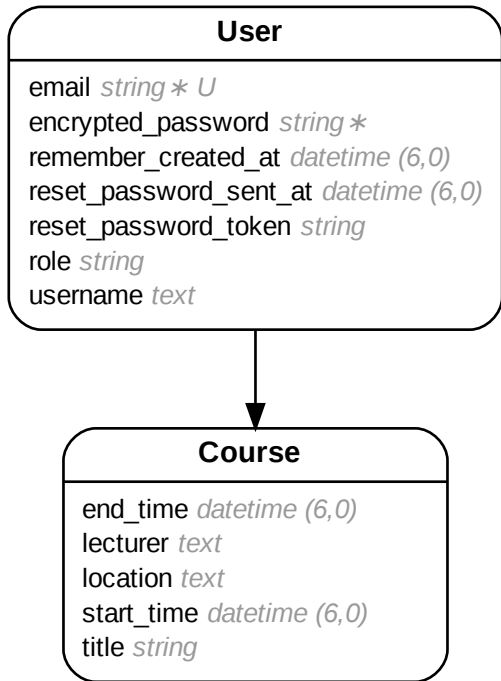 User
email string∗ U
encrypted_password string∗
remember_created_at datetime (6,0)
reset_password_sent_at datetime (6,0)
reset_password_token string
role string
username text
Course
end_time datetime (6,0)
lecturer text
location text
start_time datetime (6,0)
title string